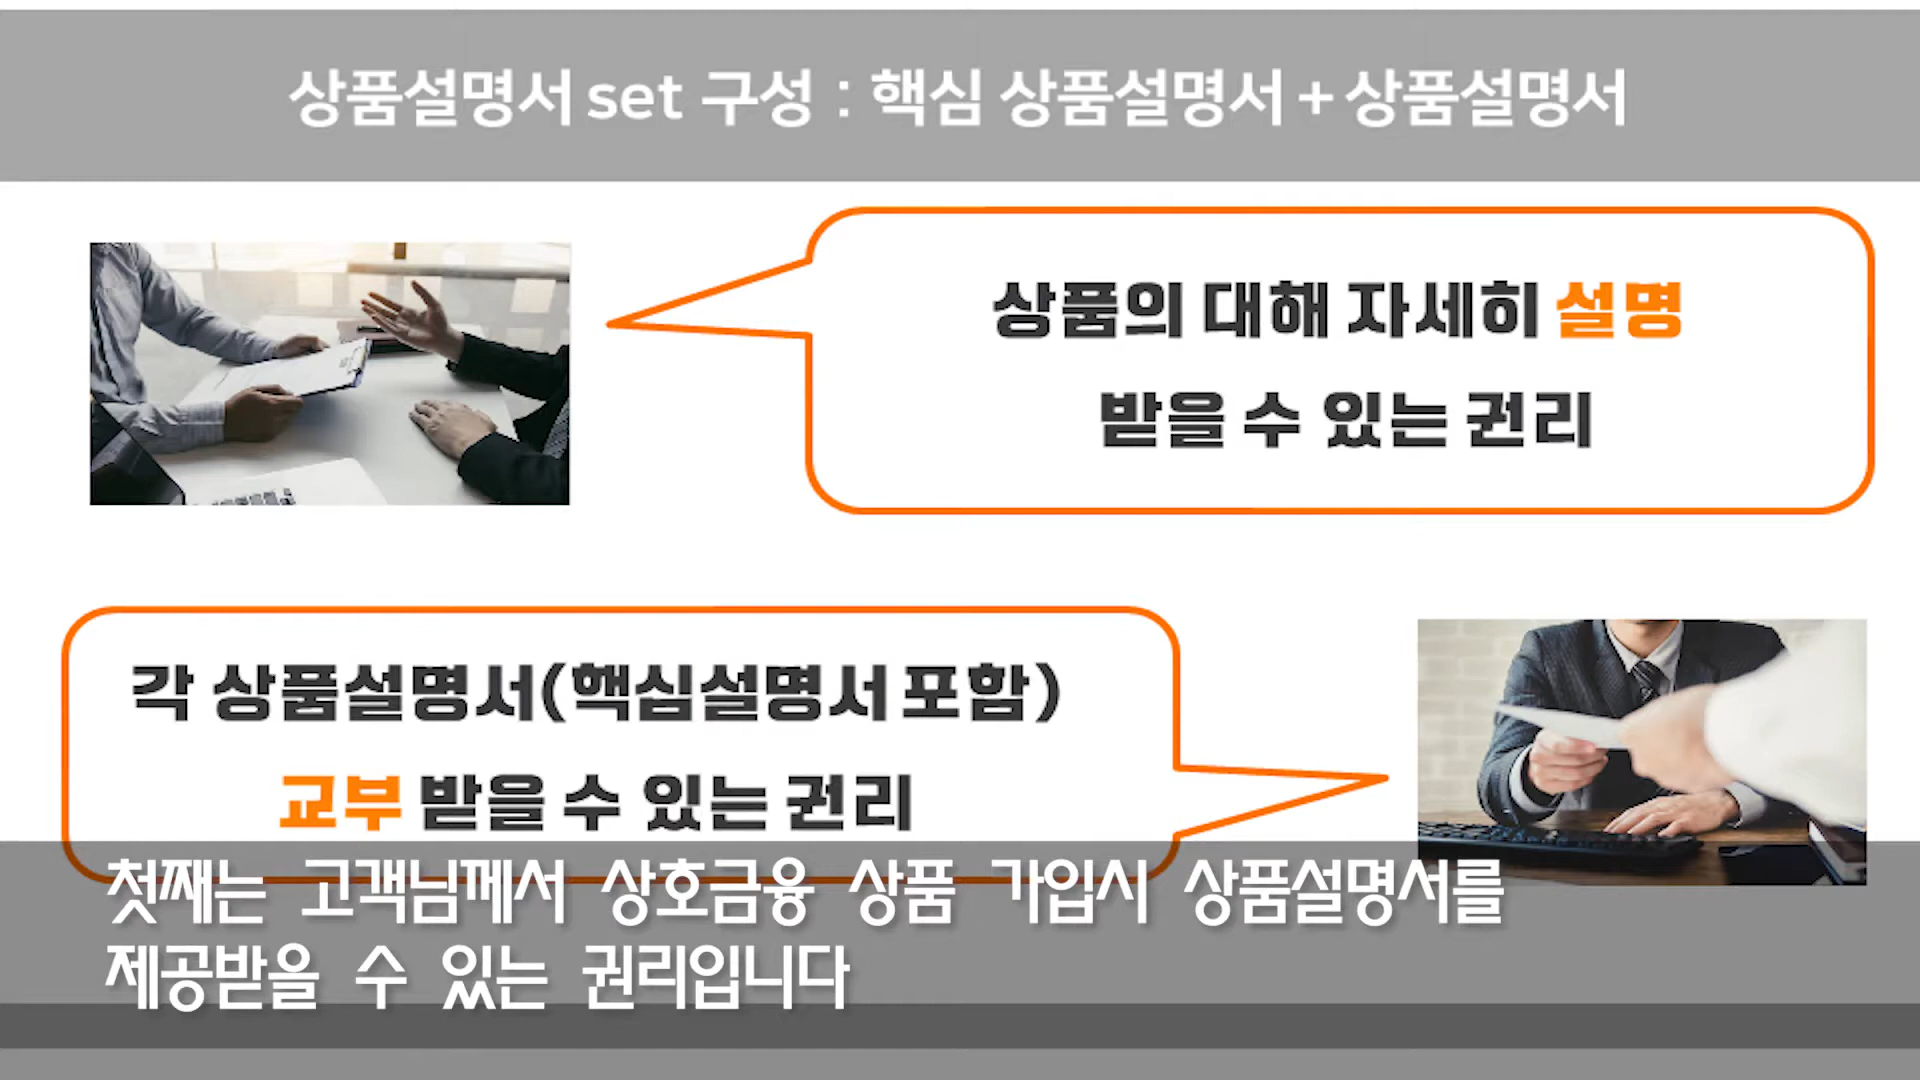 상품설명서 set 구성 : 핵심 상품설명서 + 상품설명서
상품의 대해 자세히 설명
받을 수 있는 권리
각 상품설명서(핵심설명서 포함)
교부 받을 수 있는 권리
첫째는 고객님께서 상호금융 상품 가입시 상품설명서를
제공받을 수 있는 권리입니다